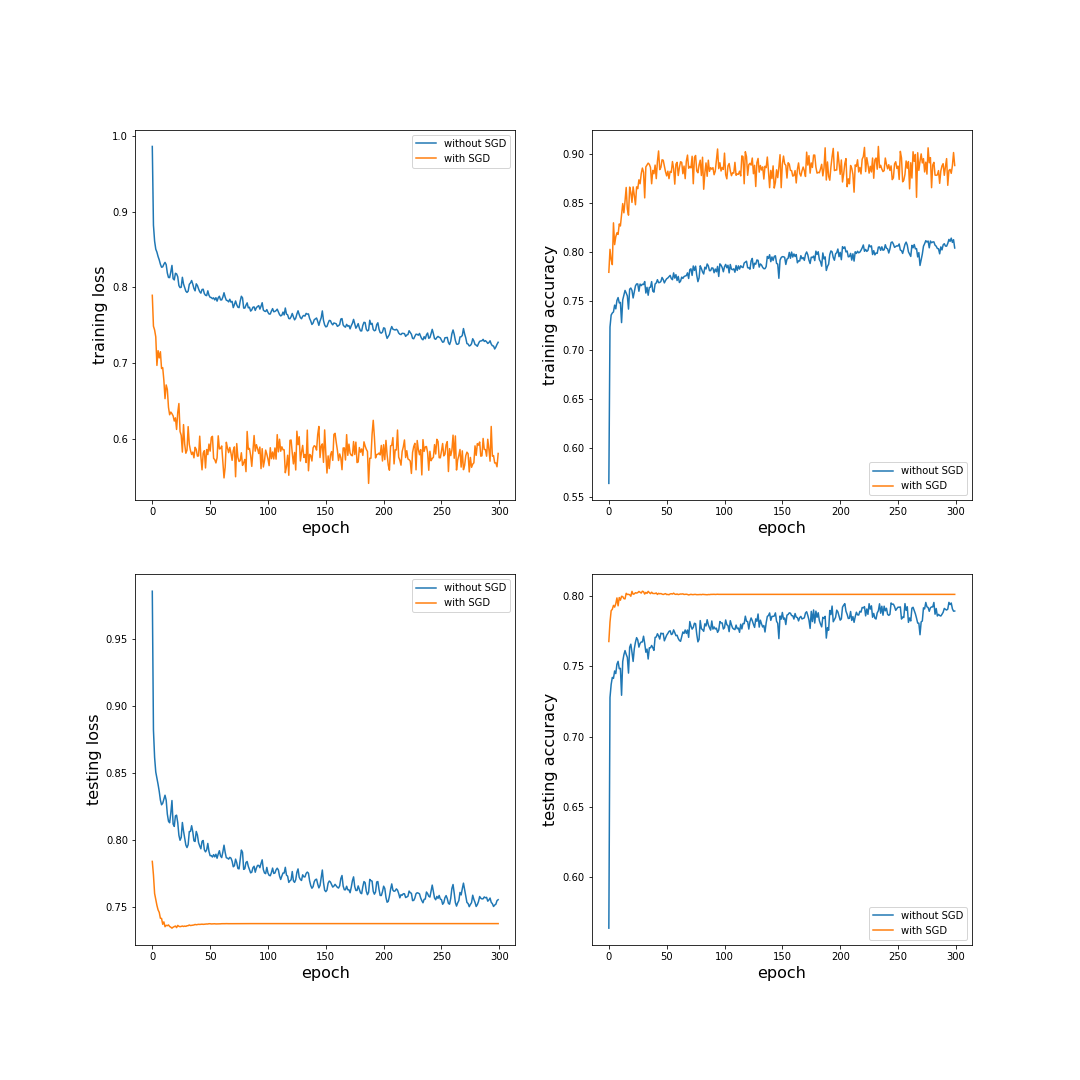 1.0
0.9
0.8
0.7
0.6
training loss
without SGD
with SGD
0 50 100 150 200 250 300
epoch
0.90
0.85
0.80
0.75
0.70
0.65
0.60
0.55
training accuracy
without SGD
with SGD
0 50 100 150 200 250 300
epoch
0.95
0.90
0.85
0.80
0.75
testing loss
without SGD
with SGD
0 50 100 150 200 250 300
epoch
0.80
0.75
0.70
0.65
0.60
testing accuracy
without SGD
with SGD
0 50 100 150 200 250 300
epoch